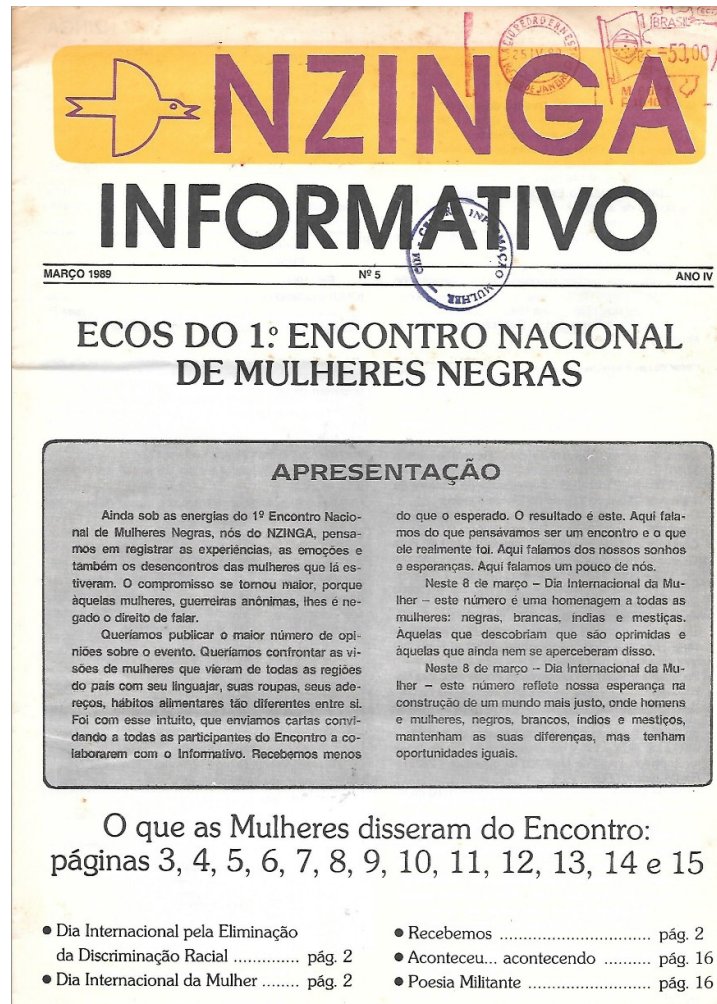 BRASIL
50,00
NZINGA
INFORMATIVO
MARÇO 1989 Nº 5 ANO IV
CIM - CENTRO INFORMAÇÃO MULHER -
ECOS DO 1º ENCONTRO NACIONAL
DE MULHERES NEGRAS
APRESENTAÇÃO
Ainda sob as energias do 1º Encontro Nacio-
nal de Mulheres Negras, nós do NZINGA, pensa-
mos em registrar as experiências, as emoções e
também os desencontros das mulheres que lá es-
tiveram. O compromisso se tornou maior, porque
àquelas mulheres, guerreiras anônimas, lhes é ne-
gado o direito de falar.
Queríamos publicar o maior número de opi-
niões sobre o evento. Queríamos confrontar as vi-
sões de mulheres que vieram de todas as regiões
do país com seu linguajar, suas roupas, seus ade-
reços, hábitos alimentares tão diferentes entre si.
Foi com esse intuito, que enviamos cartas convi-
dando a todas as participantes do Encontro a co-
laborarem com o Informativo. Recebemos menos
do que o esperado. O resultado é este. Aqui fala-
mos do que pensávamos ser um encontro e o que
ele realmente foi. Aqui falamos dos nossos sonhos
e esperanças. Aqui falamos um pouco de nós.
Neste 8 de março – Dia Internacional da Mu-
lher – este número é uma homenagem a todas as
mulheres: negras, brancas, índias e mestiças.
Àquelas que descobriam que são oprimidas e
àquelas que ainda nem se aperceberam disso.
Neste 8 de março – Dia Internacional da Mu-
lher – este número reflete nossa esperança na
construção de um mundo mais justo, onde homens
e mulheres, negros, brancos, índios e mestiços,
mantenham as suas diferenças, mas tenham
oportunidades iguais.
O que as Mulheres disseram do Encontro:
páginas 3, 4, 5, 6, 7, 8, 9, 10, 11, 12, 13, 14 e 15
● Dia Internacional pela Eliminação
da Discriminação Racial ............. pág. 2
● Dia Internacional da Mulher ........ pág. 2
● Recebemos ............................ pág. 2
● Aconteceu... acontecendo .......... pág. 16
● Poesia Militante ...................... pág. 16